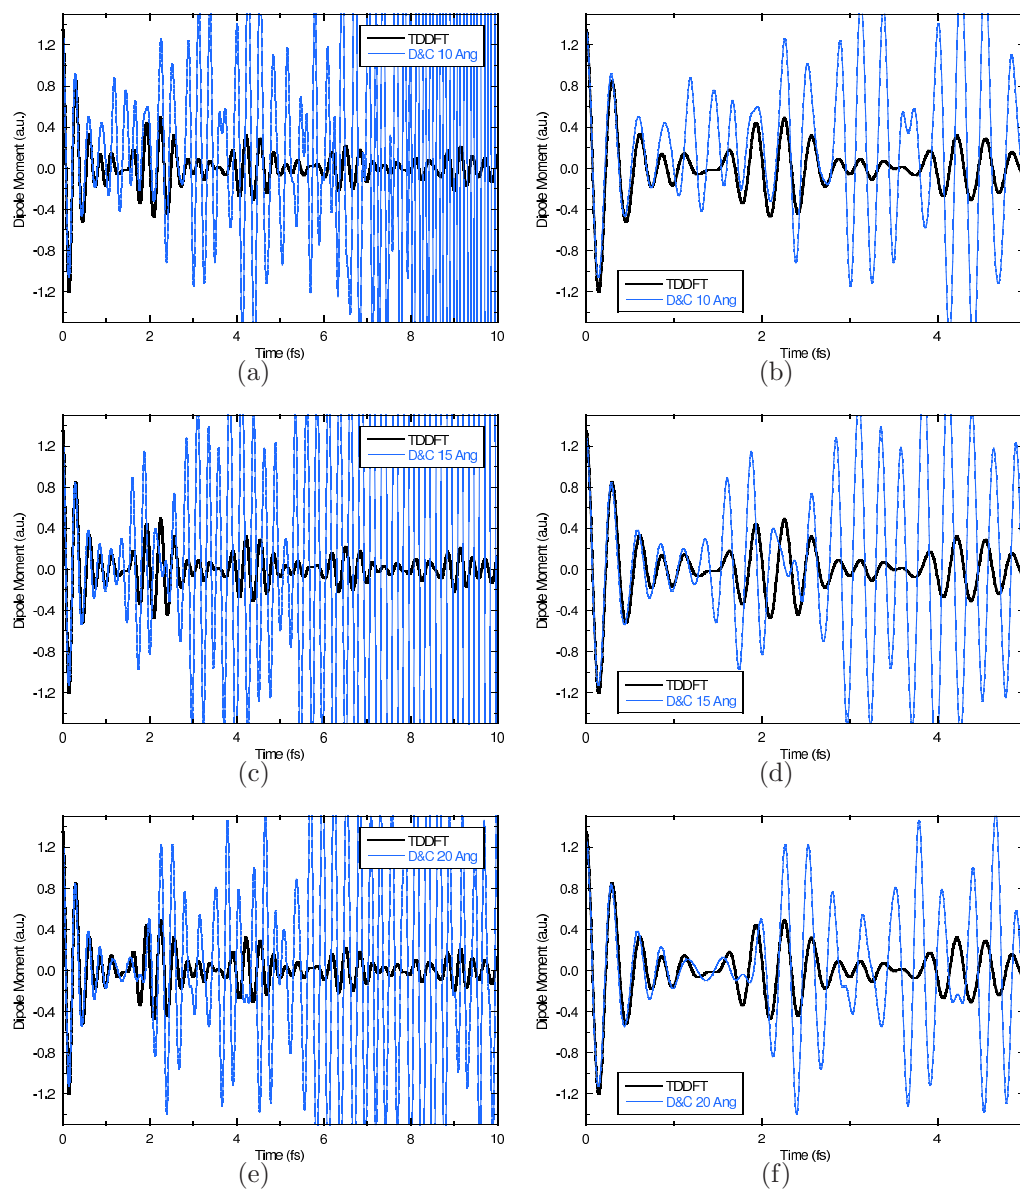 1.2
0.8
0.4
0.0
-0.4
-0.8
-1.2
Dipole Moment (a.u.)
TDDFT
D&C 10 Ang
0 2 4 6 8 10
Time (fs)
(a)
1.2
0.8
0.4
0.0
-0.4
-0.8
-1.2
Dipole Moment (a.u.)
TDDFT
D&C 10 Ang
0 2 4
Time (fs)
(b)
1.2
0.8
0.4
0.0
-0.4
-0.8
-1.2
Dipole Moment (a.u.)
TDDFT
D&C 15 Ang
0 2 4 6 8 10
Time (fs)
(c)
1.2
0.8
0.4
0.0
-0.4
-0.8
-1.2
Dipole Moment (a.u.)
TDDFT
D&C 15 Ang
0 2 4
Time (fs)
(d)
1.2
0.8
0.4
0.0
-0.4
-0.8
-1.2
Dipole Moment (a.u.)
TDDFT
D&C 20 Ang
0 2 4 6 8 10
Time (fs)
(e)
1.2
0.8
0.4
0.0
-0.4
-0.8
-1.2
Dipole Moment (a.u.)
TDDFT
D&C 20 Ang
0 2 4
Time (fs)
(f)